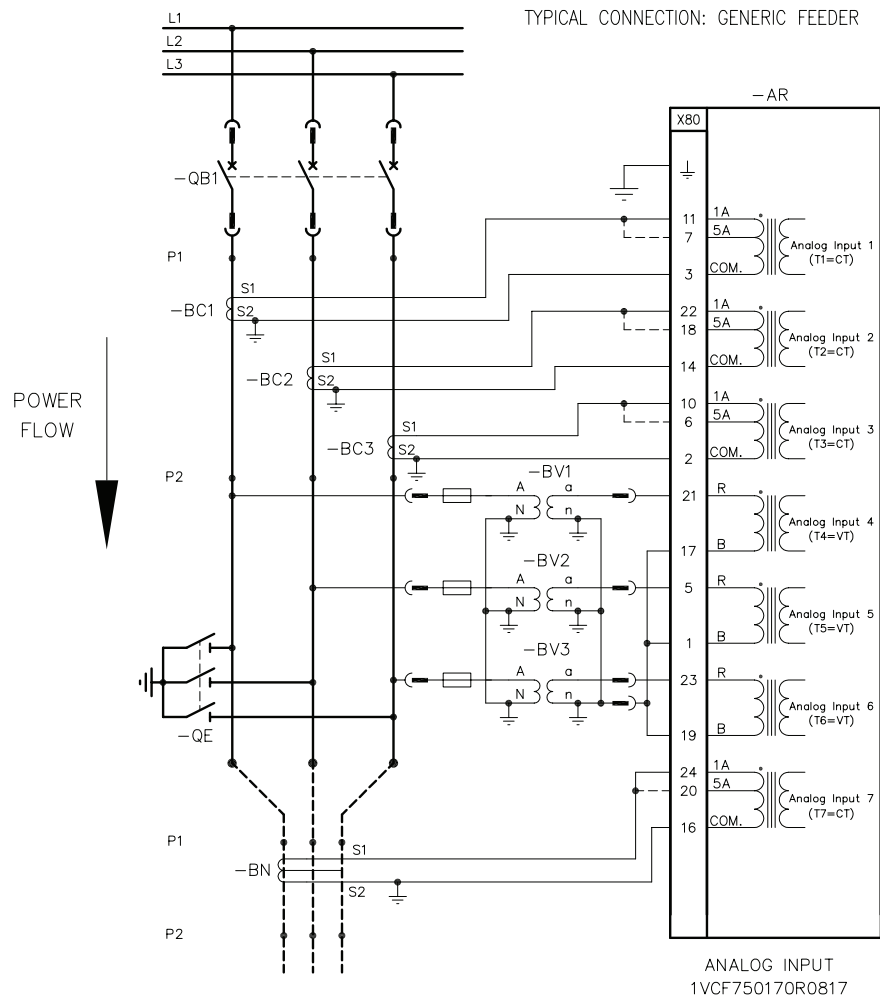 TYPICAL CONNECTION: GENERIC FEEDER
L1
L2
L3
-AR
X80
-QB1
P1
S1
-BC1
S2
11
1A
7
5A
3
COM.
Analog Input 1
(T1=CT)
S1
-BC2
S2
22
1A
18
5A
14
COM.
Analog Input 2
(T2=CT)
POWER
FLOW
S1
-BC3
S2
10
1A
6
5A
2
COM.
Analog Input 3
(T3=CT)
P2
-BV1
A
a
N
n
21
R
17
B
Analog Input 4
(T4=VT)
-BV2
A
a
N
n
5
R
1
B
Analog Input 5
(T5=VT)
-BV3
A
a
N
n
23
R
19
B
Analog Input 6
(T6=VT)
-QE
24
1A
20
5A
16
COM.
Analog Input 7
(T7=CT)
P1
S1
-BN
S2
P2
ANALOG INPUT
1VCF750170R0817